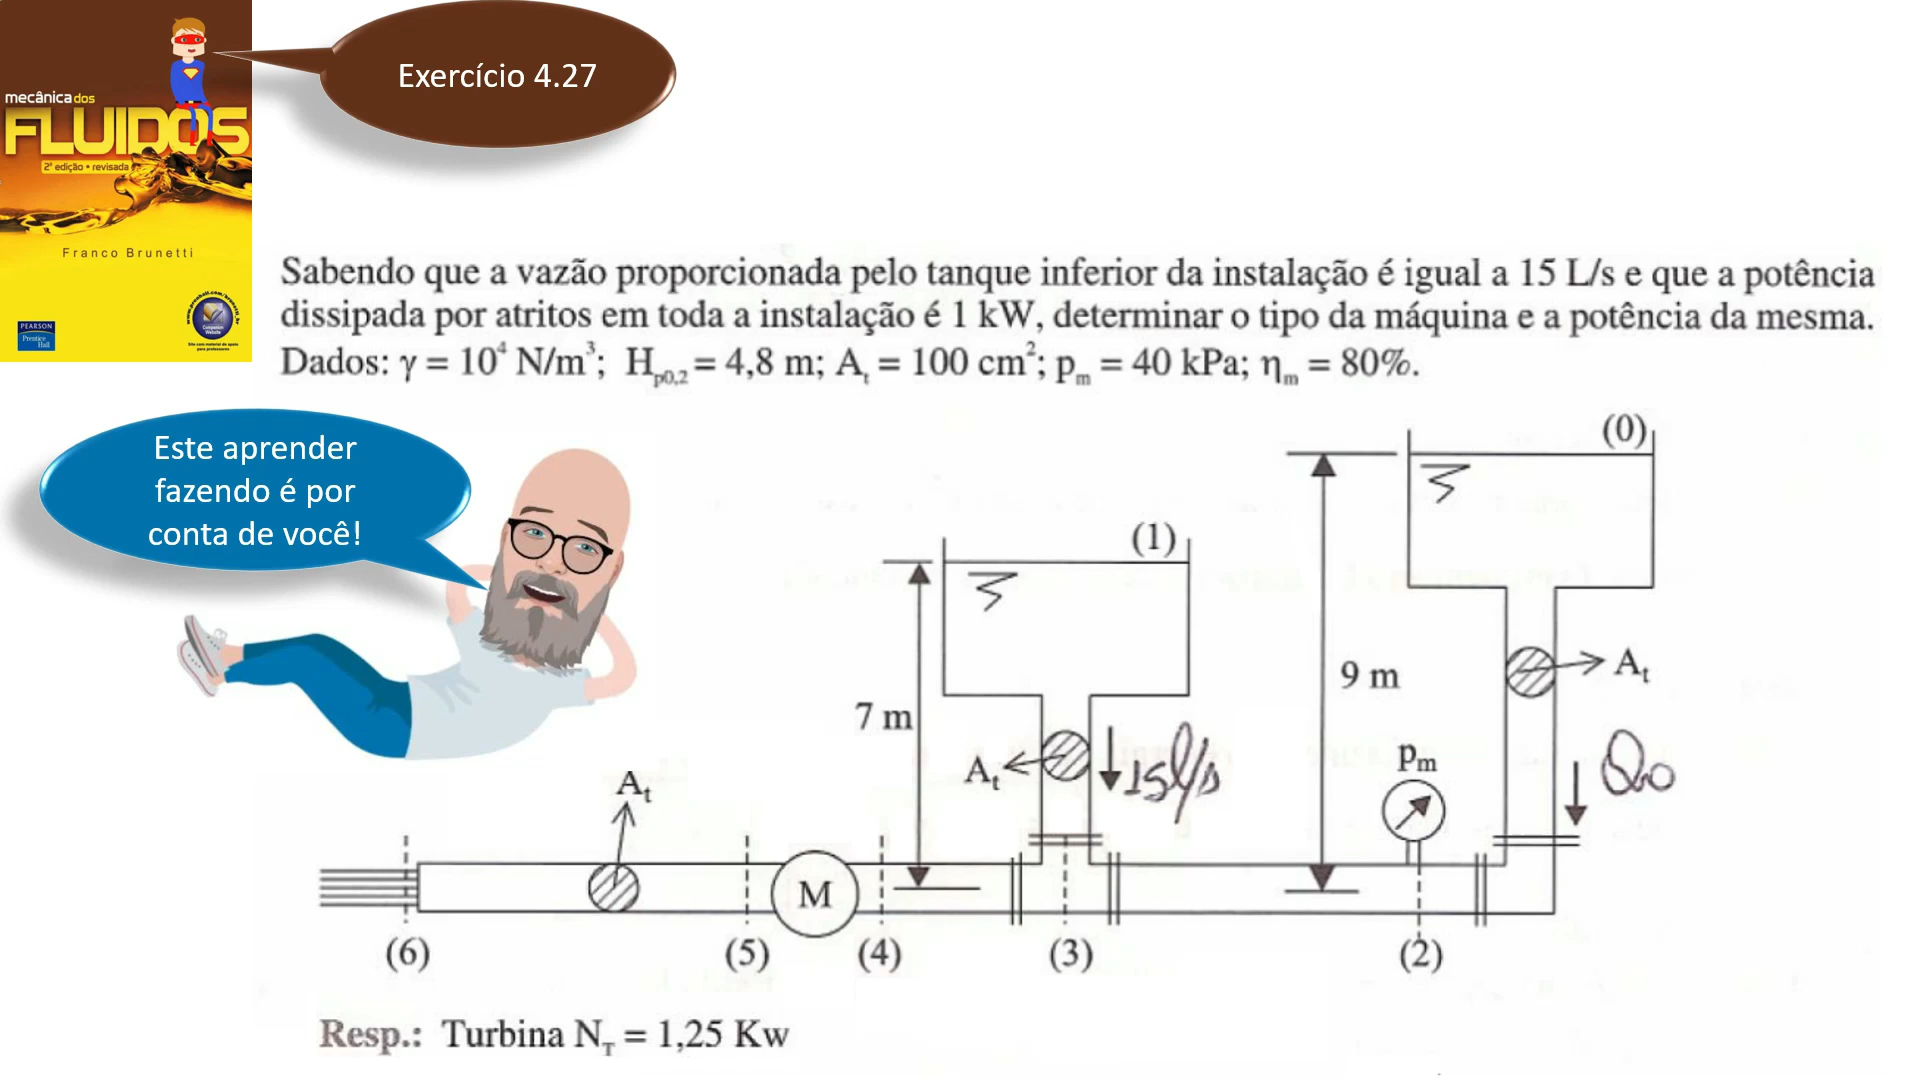 Exercício 4.27
mecânica dos
FLUIDOS
2ª edição • revisada
Franco Brunetti
PEARSON
Prentice
Hall
Companion
Website
Sabendo que a vazão proporcionada pelo tanque inferior da instalação é igual a 15 L/s e que a potência
dissipada por atritos em toda a instalação é 1 kW, determinar o tipo da máquina e a potência da mesma.
Dados: γ = 10⁴ N/m³; Hp0,2 = 4,8 m; At = 100 cm²; pm = 40 kPa; ηm = 80%.
Este aprender
fazendo é por
conta de você!
(0)
(1)
9 m
At
7 m
At
15l/s
pm
Q0
At
M
(6)
(5)
(4)
(3)
(2)
Resp.: Turbina NT = 1,25 Kw